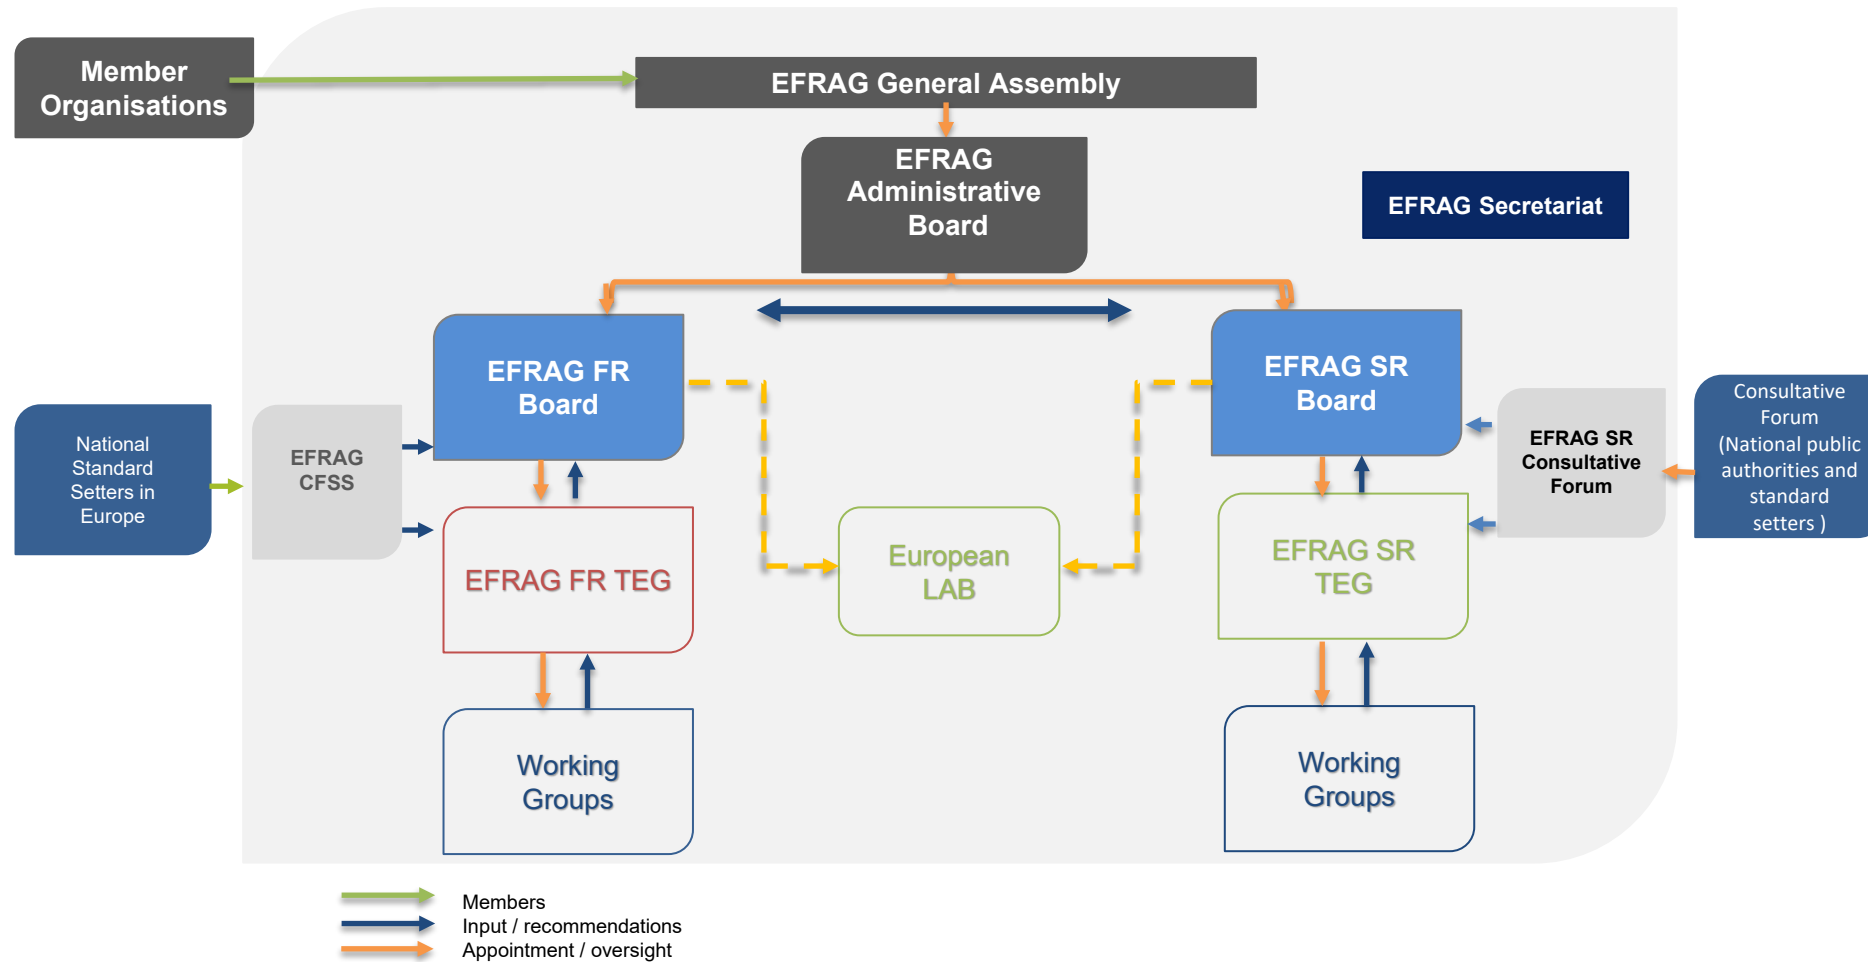 Member
Organisations
EFRAG General Assembly
EFRAG
Administrative
Board
EFRAG Secretariat
EFRAG FR
Board
EFRAG SR
Board
National
Standard
Setters in
Europe
EFRAG
CFSS
EFRAG SR
Consultative
Forum
Consultative
Forum
(National public
authorities and
standard
setters )
EFRAG FR TEG
European
LAB
EFRAG SR
TEG
Working
Groups
Working
Groups
Members
Input / recommendations
Appointment / oversight